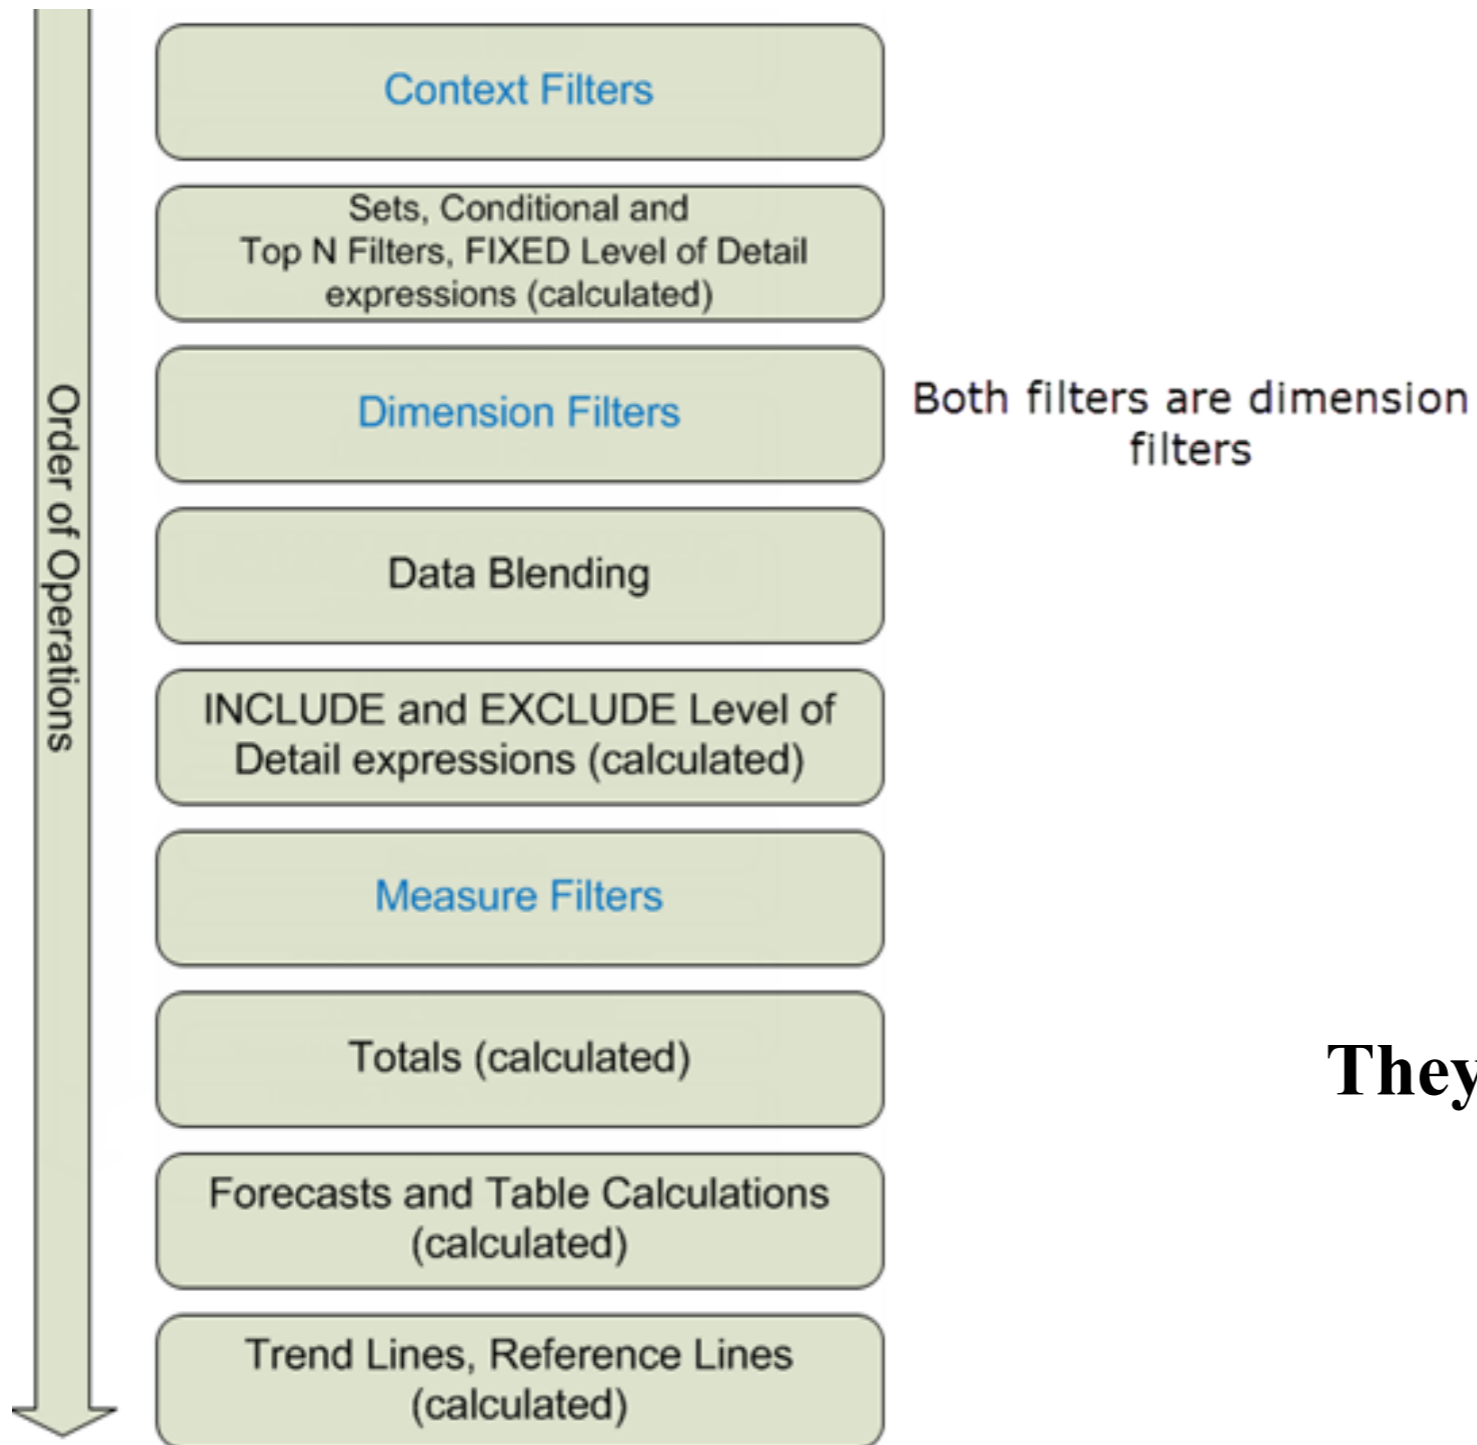 Order of Operations
Context Filters
Sets, Conditional and
Top N Filters, FIXED Level of Detail
expressions (calculated)
Dimension Filters
Both filters are dimension
filters
Data Blending
INCLUDE and EXCLUDE Level of
Detail expressions (calculated)
Measure Filters
Totals (calculated)
They
Forecasts and Table Calculations
(calculated)
Trend Lines, Reference Lines
(calculated)